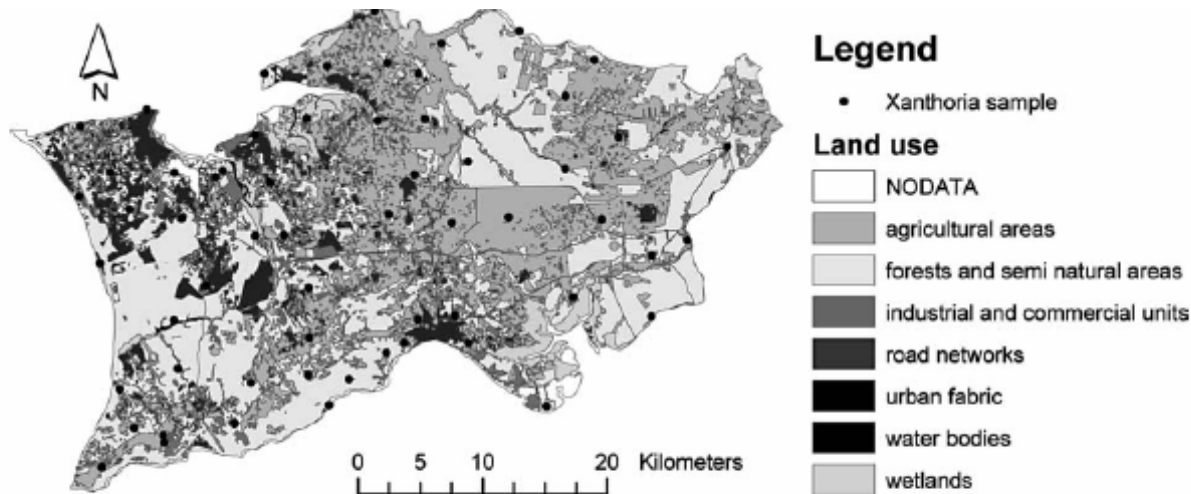 N
Legend
Xanthoria sample
Land use
NODATA
agricultural areas
forests and semi natural areas
industrial and commercial units
road networks
urban fabric
water bodies
wetlands
0 5 10 20 Kilometers